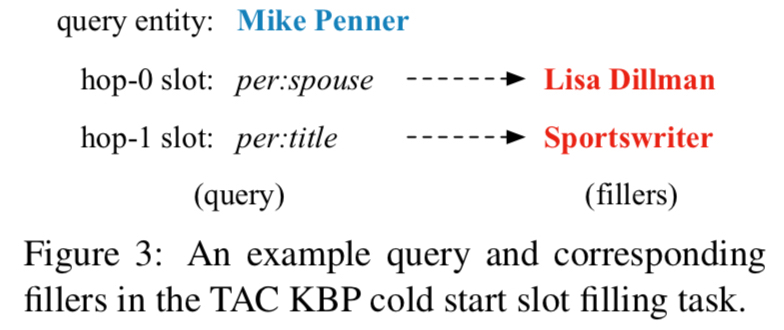 query entity: Mike Penner
hop-0 slot: per:spouse Lisa Dillman
hop-1 slot: per:title Sportswriter
(query) (fillers)
Figure 3: An example query and corresponding
fillers in the TAC KBP cold start slot filling task.